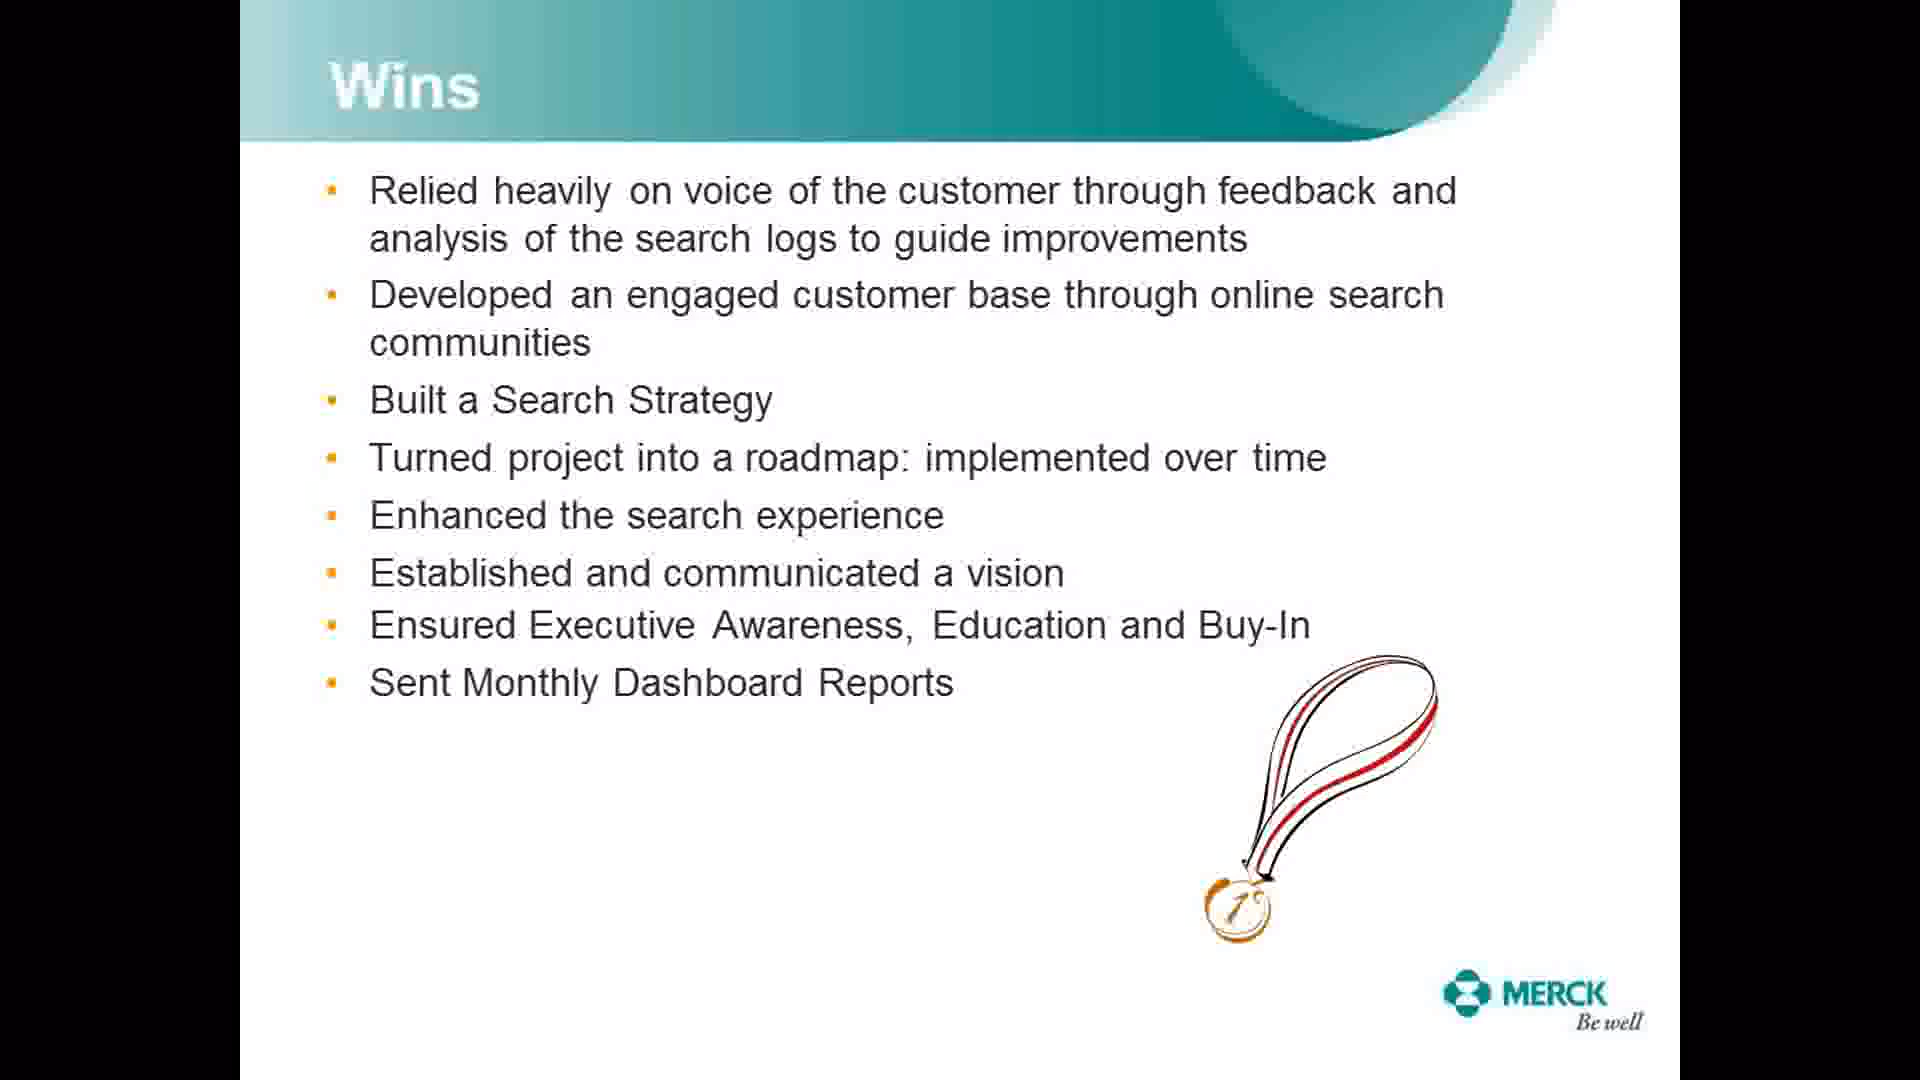 Wins
Relied heavily on voice of the customer through feedback and
analysis of the search logs to guide improvements
Developed an engaged customer base through online search
communities
Built a Search Strategy
Turned project into a roadmap: implemented over time
Enhanced the search experience
Established and communicated a vision
Ensured Executive Awareness, Education and Buy-In
Sent Monthly Dashboard Reports
1º
MERCK
Be well